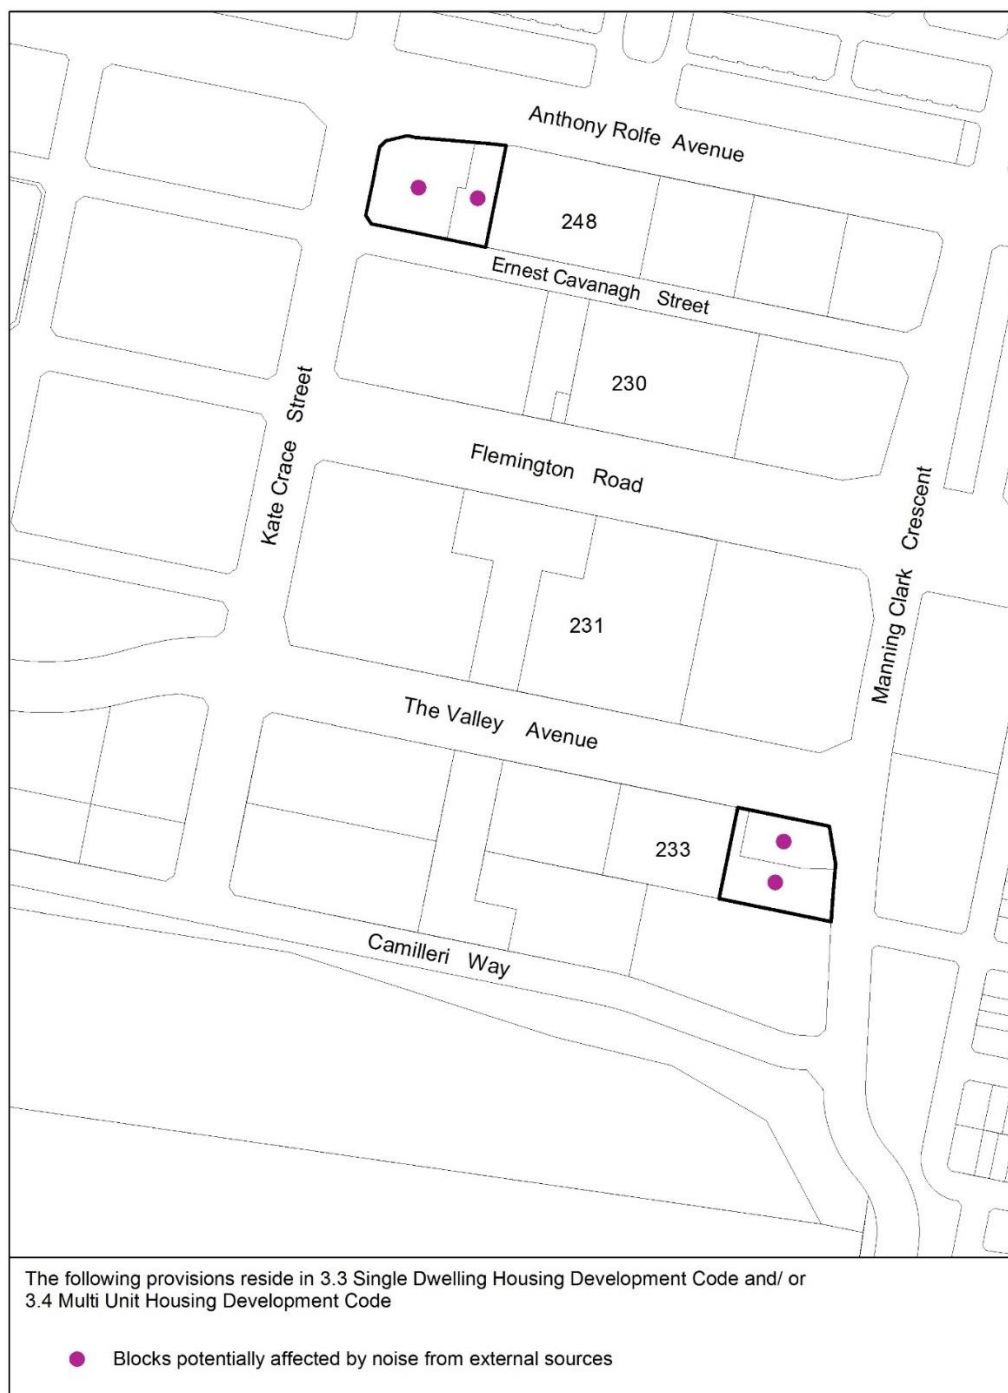 Anthony Rolfe Avenue
248
Ernest Cavanagh Street
230
Kate Crace Street
Flemington Road
Manning Clark Crescent
231
The Valley Avenue
233
Camilleri Way
The following provisions reside in 3.3 Single Dwelling Housing Development Code and/ or
3.4 Multi Unit Housing Development Code
Blocks potentially affected by noise from external sources